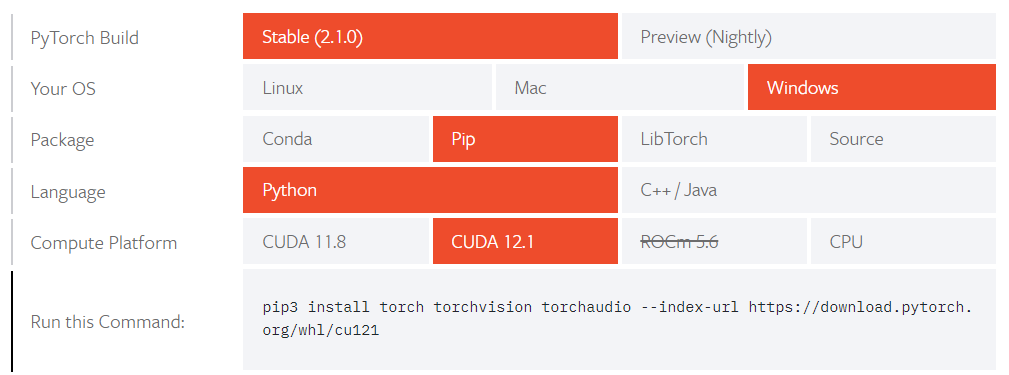 PyTorch Build Stable (2.1.0) Preview (Nightly)
Your OS Linux Mac Windows
Package Conda Pip LibTorch Source
Language Python C++ / Java
Compute Platform CUDA 11.8 CUDA 12.1 ROCm 5.6 CPU
Run this Command: pip3 install torch torchvision torchaudio --index-url https://download.pytorch.
org/whl/cu121